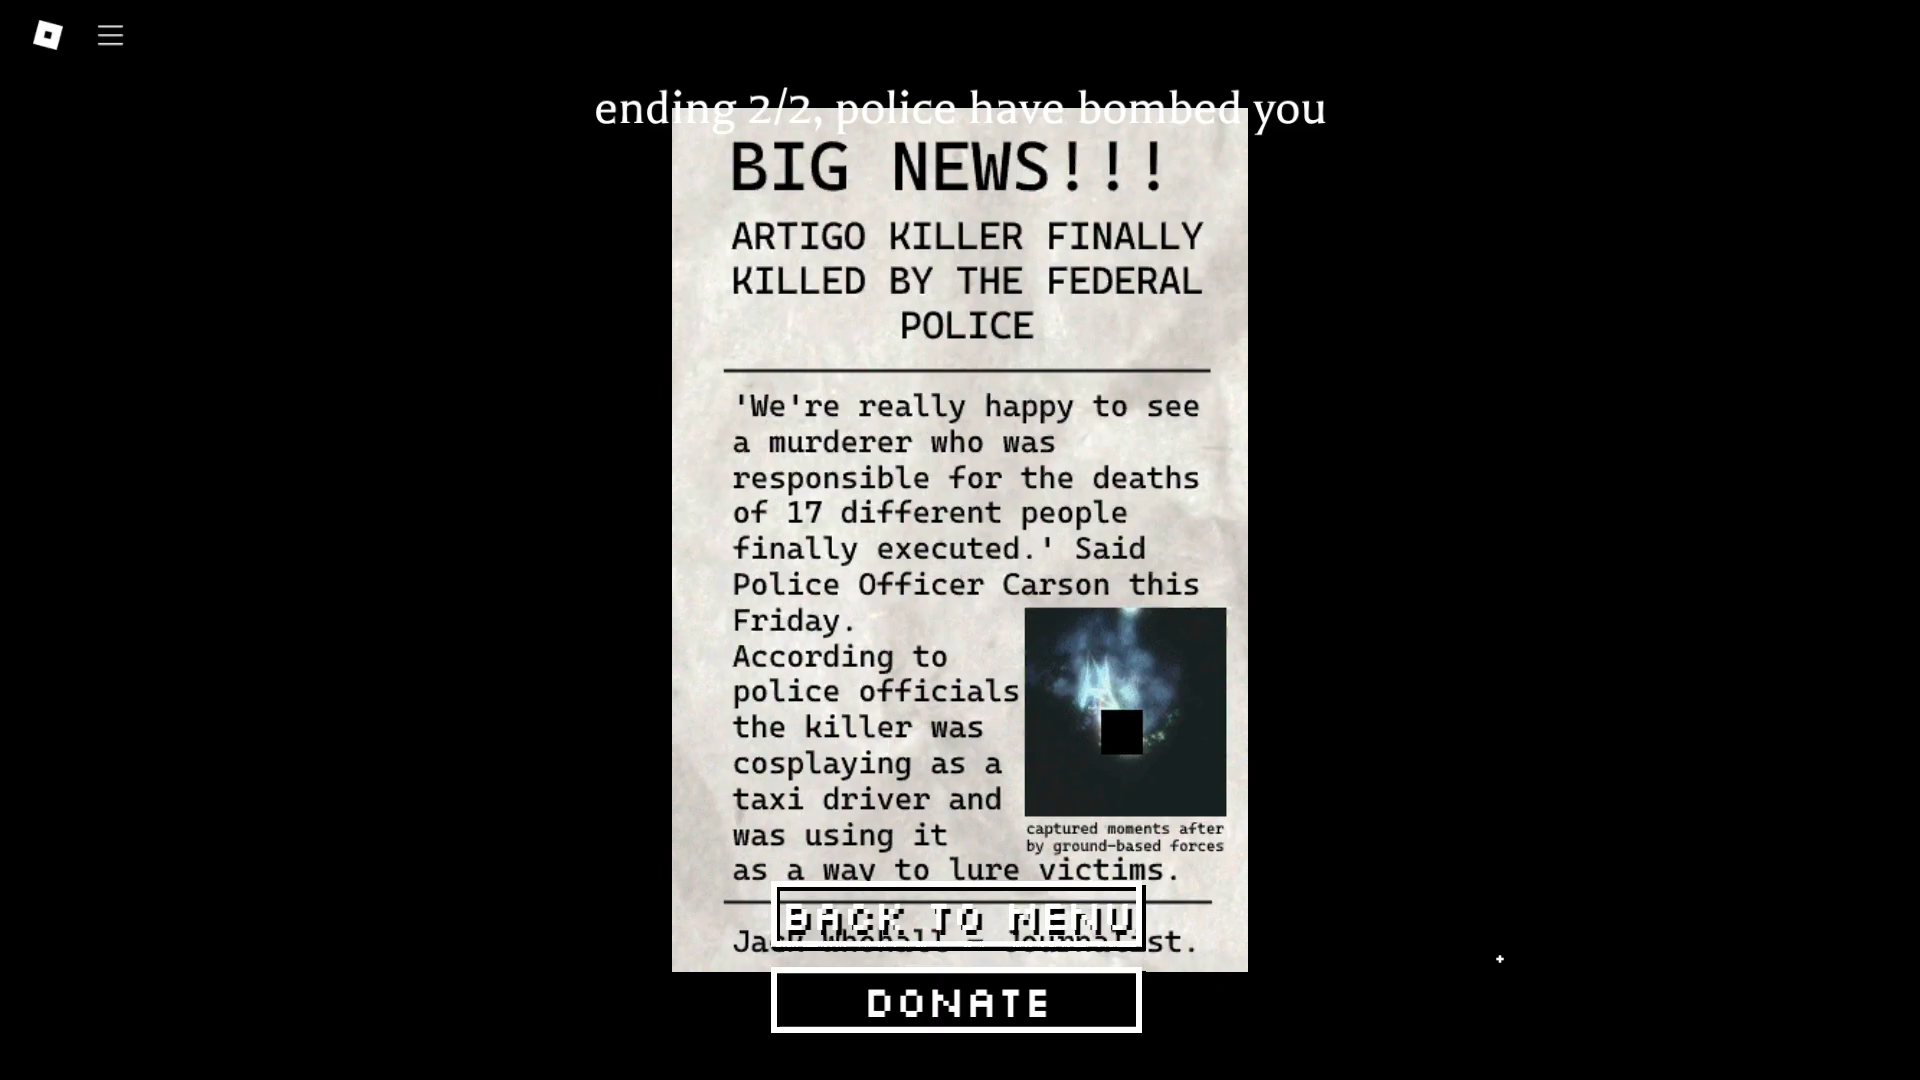 ending 2/2, police have bombed you
BIG NEWS!!!
ARTIGO KILLER FINALLY
KILLED BY THE FEDERAL
POLICE
'We're really happy to see
a murderer who was
responsible for the deaths
of 17 different people
finally executed.' Said
Police Officer Carson this
Friday.
According to
police officials
the killer was
cosplaying as a
taxi driver and
was using it
as a way to lure victims.
captured moments after
by ground-based forces
BACK TO MENU
Jack Whehall - Journalist.
DONATE